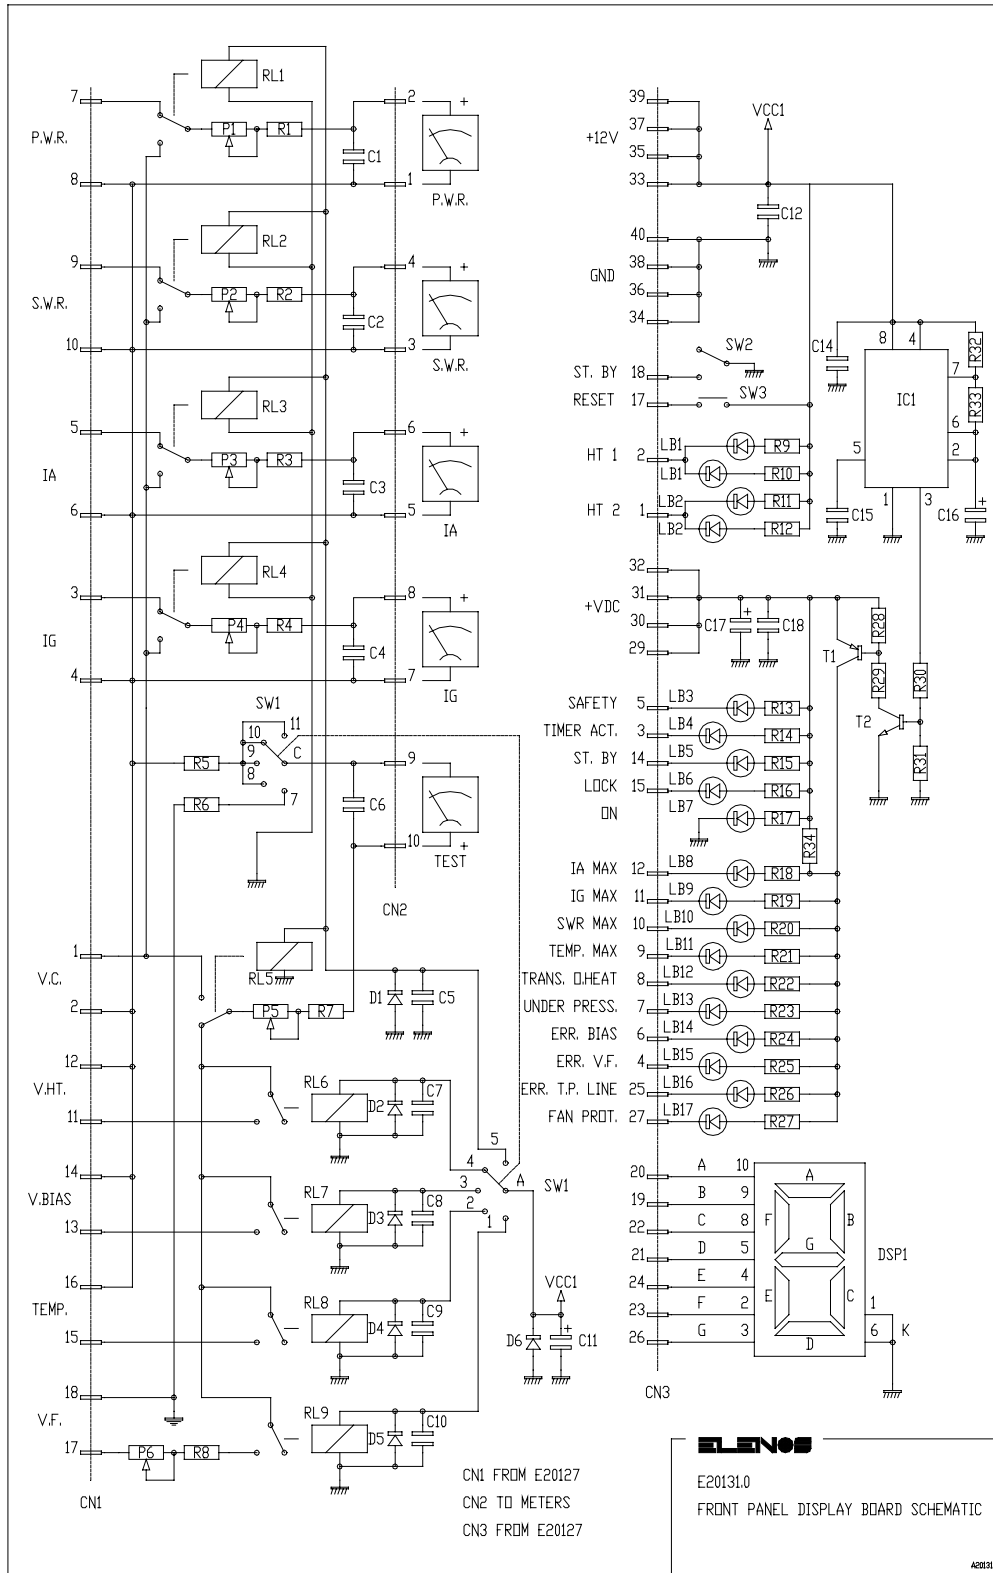 RL1
7
2
+
39
VCC1
P1
R1
37
P.W.R.
+12V
C1
35
8
1
33
P.W.R.
C12
RL2
40
9
4
+
38
GND
S.W.R.
P2
R2
36
C2
34
10
3
S.W.R.
SW2
C14
8
4
R32
ST. BY
18
7
RL3
RESET
17
SW3
IC1
R33
5
6
+
6
HT 1
2
LB1
R9
5
2
IA
P3
R3
LB1
R10
C3
LB2
R11
1
3
6
5
HT 2
1
C15
C16
+
IA
LB2
R12
RL4
32
3
8
+
31
+VDC
C17
+
C18
R28
30
IG
P4
R4
T1
C4
29
R29
R30
4
7
IG
SW1
SAFETY
5
LB3
R13
11
T2
10
TIMER ACT.
3
LB4
R14
9
C
R31
R5
8
9
+
ST. BY
14
LB5
R15
7
LOCK
15
LB6
R16
R6
C6
ON
LB7
R17
10
R34
TEST
+
IA MAX
12
LB8
R18
IG MAX
11
LB9
R19
CN2
SWR MAX
10
LB10
R20
1
TEMP. MAX
9
LB11
R21
V.C.
RL5
TRANS. O.HEAT
8
LB12
R22
D1
C5
2
P5
R7
UNDER PRESS.
7
LB13
R23
ERR. BIAS
6
LB14
R24
12
ERR. V.F.
4
LB15
R25
RL6
V.HT.
D2
C7
ERR. T.P. LINE
25
LB16
R26
11
FAN PROT.
27
LB17
R27
5
4
14
A
20
A
10
A
RL7
3
SW1
V.BIAS
D3
C8
2
19
B
9
F
B
13
1
22
C
8
G
DSP1
21
D
5
16
VCC1
24
E
4
E
C
RL8
TEMP.
D4
C9
23
F
2
1
15
D6
+
C11
26
G
3
D
6
K
18
CN3
V.F.
RL9
D5
C10
17
P6
R8
CN1
CN1 FROM E20127
CN2 TO METERS
CN3 FROM E20127
ELENOS
E20131.0
FRONT PANEL DISPLAY BOARD SCHEMATIC
A20131